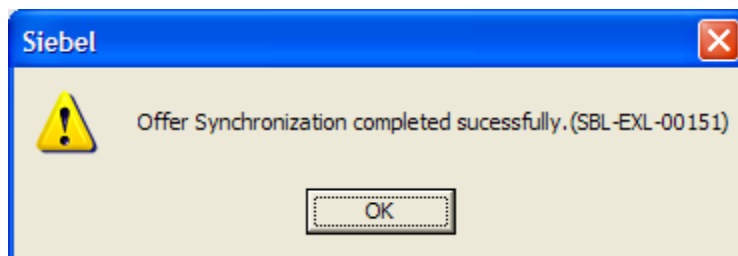 Siebel
Offer Synchronization completed sucessfully.(SBL-EXL-00151)
OK